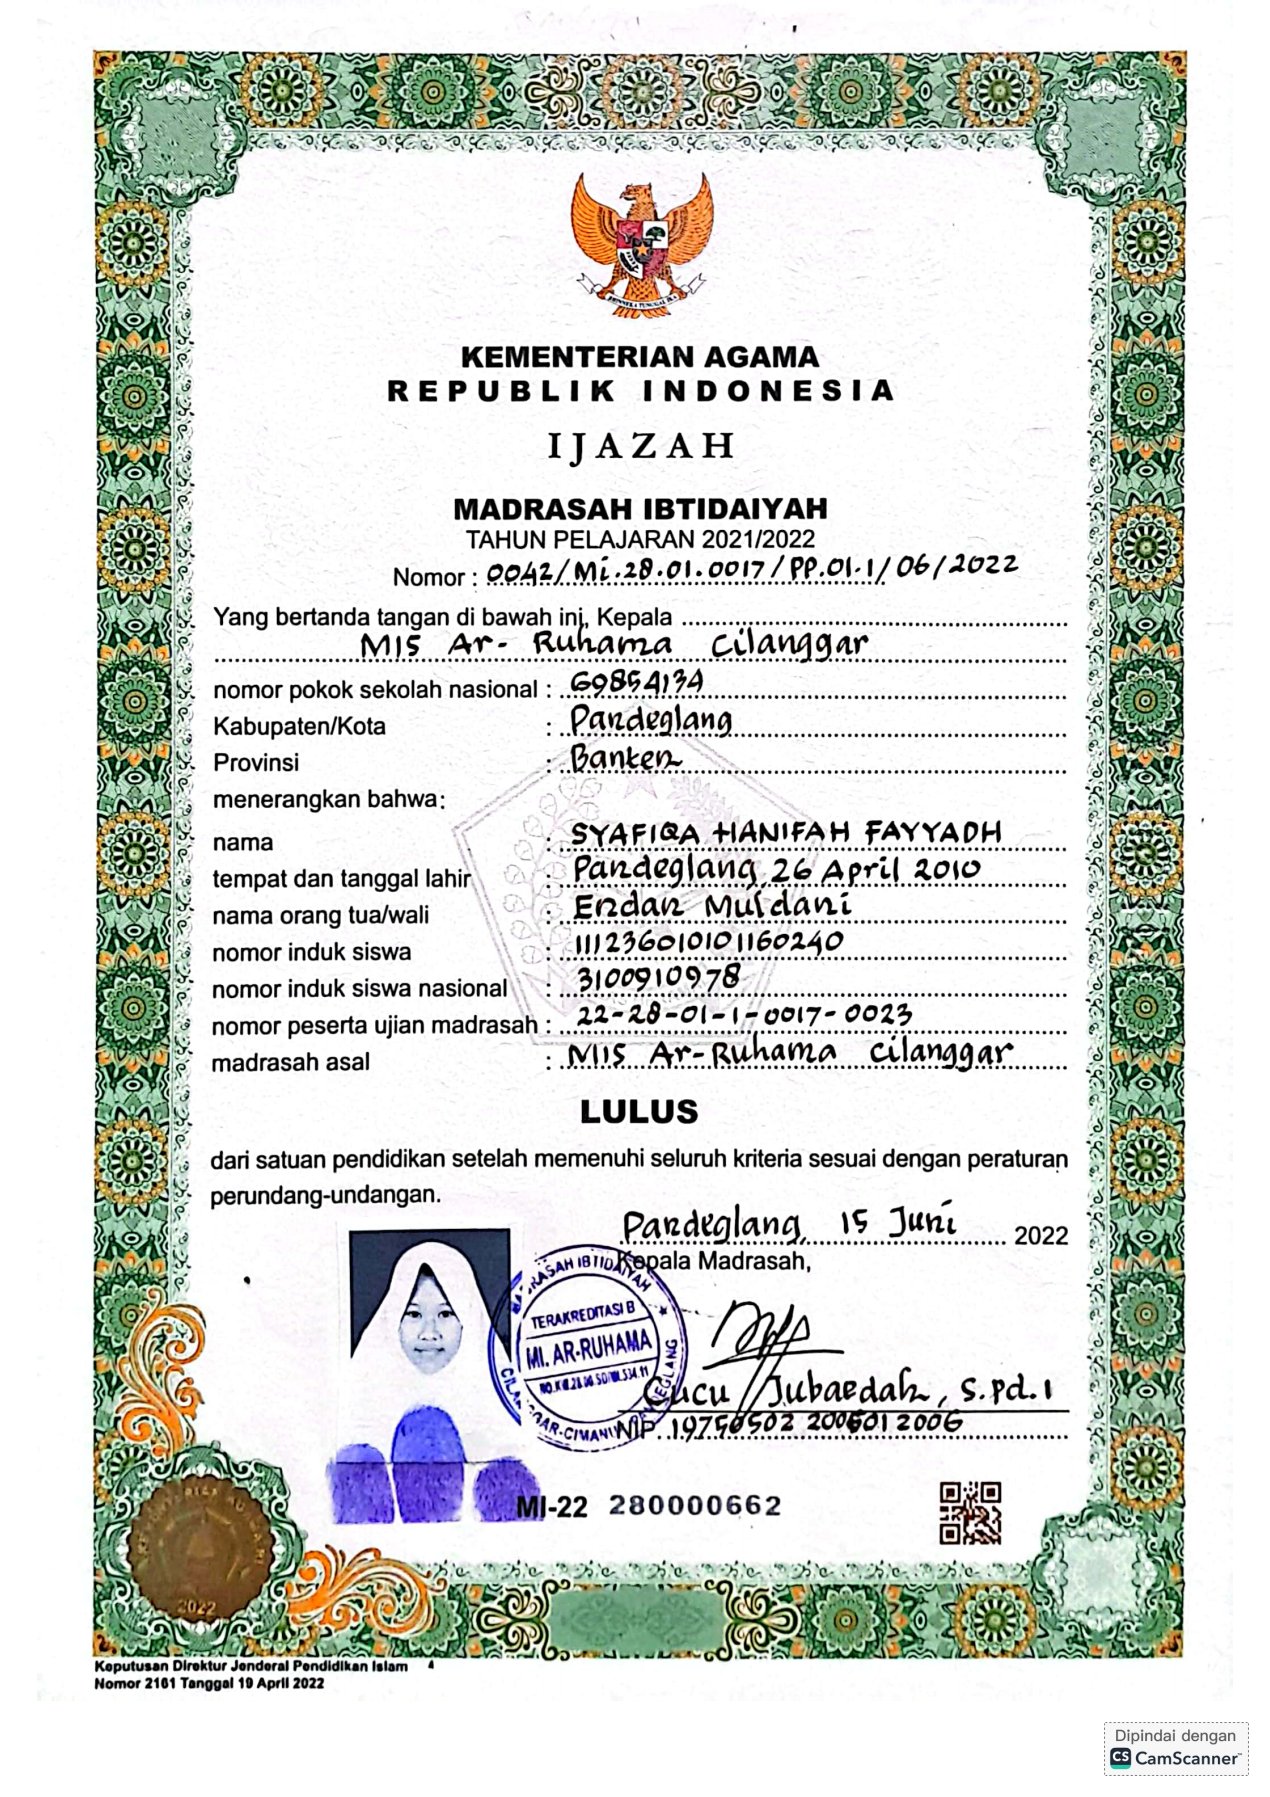 KEMENTERIAN AGAMA
REPUBLIK INDONESIA
IJAZAH
MADRASAH IBTIDAIYAH
TAHUN PELAJARAN 2021/2022
Nomor : 0042/Mi.28.01.0017/PP.01.1/06/2022
Yang bertanda tangan di bawah ini, Kepala
MIS Ar- Ruhama Cilanggar
nomor pokok sekolah nasional : 69854134
Kabupaten/Kota : Pandeglang
Provinsi : Banten
menerangkan bahwa:
nama : SYAFIQA HANIFAH FAYYADH
tempat dan tanggal lahir : Pandeglang, 26 April 2010
nama orang tua/wali : Endan Muldani
nomor induk siswa : 111236010101160240
nomor induk siswa nasional : 3100910978
nomor peserta ujian madrasah : 22-28-01-1-0017-0023
madrasah asal : MIS Ar-Ruhama Cilanggar
LULUS
dari satuan pendidikan setelah memenuhi seluruh kriteria sesuai dengan peraturan
perundang-undangan.
Pandeglang, 15 Juni 2022
Kepala Madrasah,
MADRASAH IBTIDAIYAH
TERAKREDITASI B
MI. AR-RUHAMA
Cucu Jubaedah, S.Pd.I
NIP. 19750502 2006012006
MI-22 280000662
2022
Keputusan Direktur Jenderal Pendidikan Islam
Nomor 2161 Tanggal 19 April 2022
Dipindai dengan
CS CamScanner